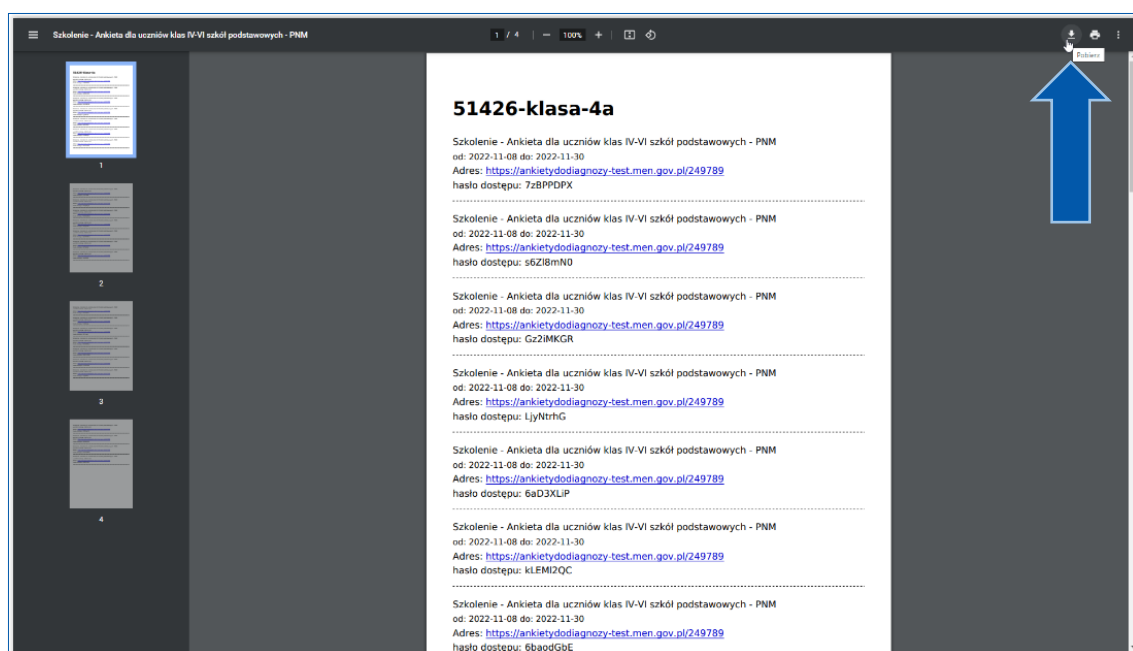 Szkolenie - Ankieta dla uczniów klas IV-VI szkół podstawowych - PNM
1 / 4
100%
Pobierz
1
2
3
4
51426-klasa-4a
Szkolenie - Ankieta dla uczniów klas IV-VI szkół podstawowych - PNM
od: 2022-11-08 do: 2022-11-30
Adres: https://ankietydodiagnozy-test.men.gov.pl/249789
hasło dostępu: 7zBPPDPX
Szkolenie - Ankieta dla uczniów klas IV-VI szkół podstawowych - PNM
od: 2022-11-08 do: 2022-11-30
Adres: https://ankietydodiagnozy-test.men.gov.pl/249789
hasło dostępu: s6Zl8mN0
Szkolenie - Ankieta dla uczniów klas IV-VI szkół podstawowych - PNM
od: 2022-11-08 do: 2022-11-30
Adres: https://ankietydodiagnozy-test.men.gov.pl/249789
hasło dostępu: Gz2iMKGR
Szkolenie - Ankieta dla uczniów klas IV-VI szkół podstawowych - PNM
od: 2022-11-08 do: 2022-11-30
Adres: https://ankietydodiagnozy-test.men.gov.pl/249789
hasło dostępu: LjyNtrhG
Szkolenie - Ankieta dla uczniów klas IV-VI szkół podstawowych - PNM
od: 2022-11-08 do: 2022-11-30
Adres: https://ankietydodiagnozy-test.men.gov.pl/249789
hasło dostępu: 6aD3XLiP
Szkolenie - Ankieta dla uczniów klas IV-VI szkół podstawowych - PNM
od: 2022-11-08 do: 2022-11-30
Adres: https://ankietydodiagnozy-test.men.gov.pl/249789
hasło dostępu: kLEMI2QC
Szkolenie - Ankieta dla uczniów klas IV-VI szkół podstawowych - PNM
od: 2022-11-08 do: 2022-11-30
Adres: https://ankietydodiagnozy-test.men.gov.pl/249789
hasło dostępu: 6baodGbE